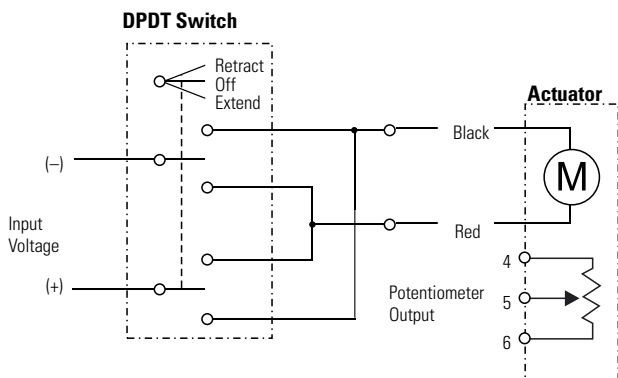 DPDT Switch
Retract
Off
Extend
Actuator
Black
(–)
M
Input
Voltage
Red
(+)
4
Potentiometer
Output
5
6